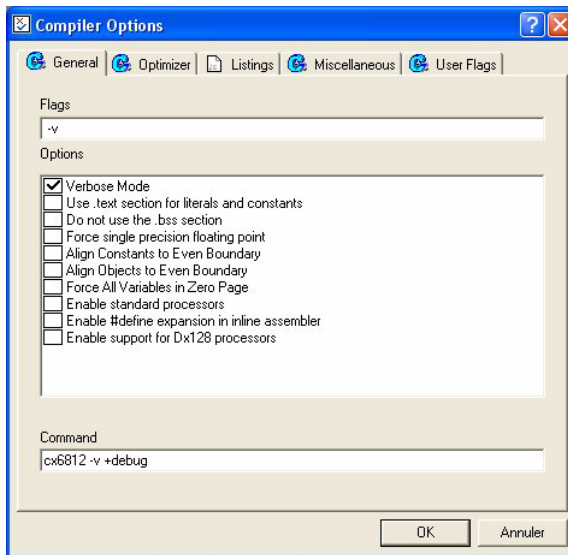 Compiler Options
General
Optimizer
Listings
Miscellaneous
User Flags
Flags
-v
Options
Verbose Mode
Use .text section for literals and constants
Do not use the .bss section
Force single precision floating point
Align Constants to Even Boundary
Align Objects to Even Boundary
Force All Variables in Zero Page
Enable standard processors
Enable #define expansion in inline assembler
Enable support for Dx128 processors
Command
cx6812 -v +debug
OK
Annuler